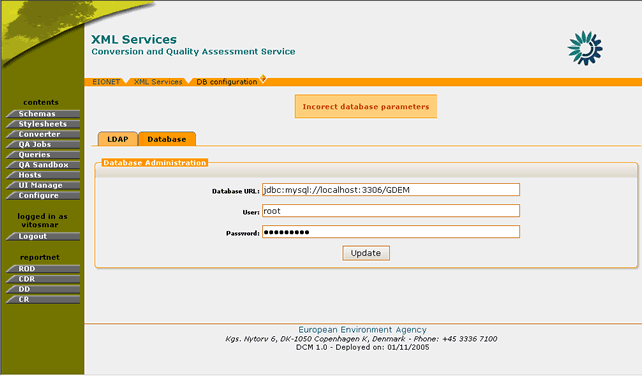 XML Services
Conversion and Quality Assessment Service
EIONET XML Services DB configuration
contents
Schemas
Stylesheets
Converter
QA Jobs
Queries
QA Sandbox
Hosts
UI Manage
Configure
logged in as
vitosmar
Logout
reportnet
ROD
CDR
DD
CR
Incorect database parameters
LDAP Database
Database Administration
Database URL: jdbc:mysql://localhost:3306/GDEM
User: root
Password: ●●●●●●●●●
Update
European Environment Agency
Kgs. Nytorv 6, DK-1050 Copenhagen K, Denmark - Phone: +45 3336 7100
DCM 1.0 - Deployed on: 01/11/2005